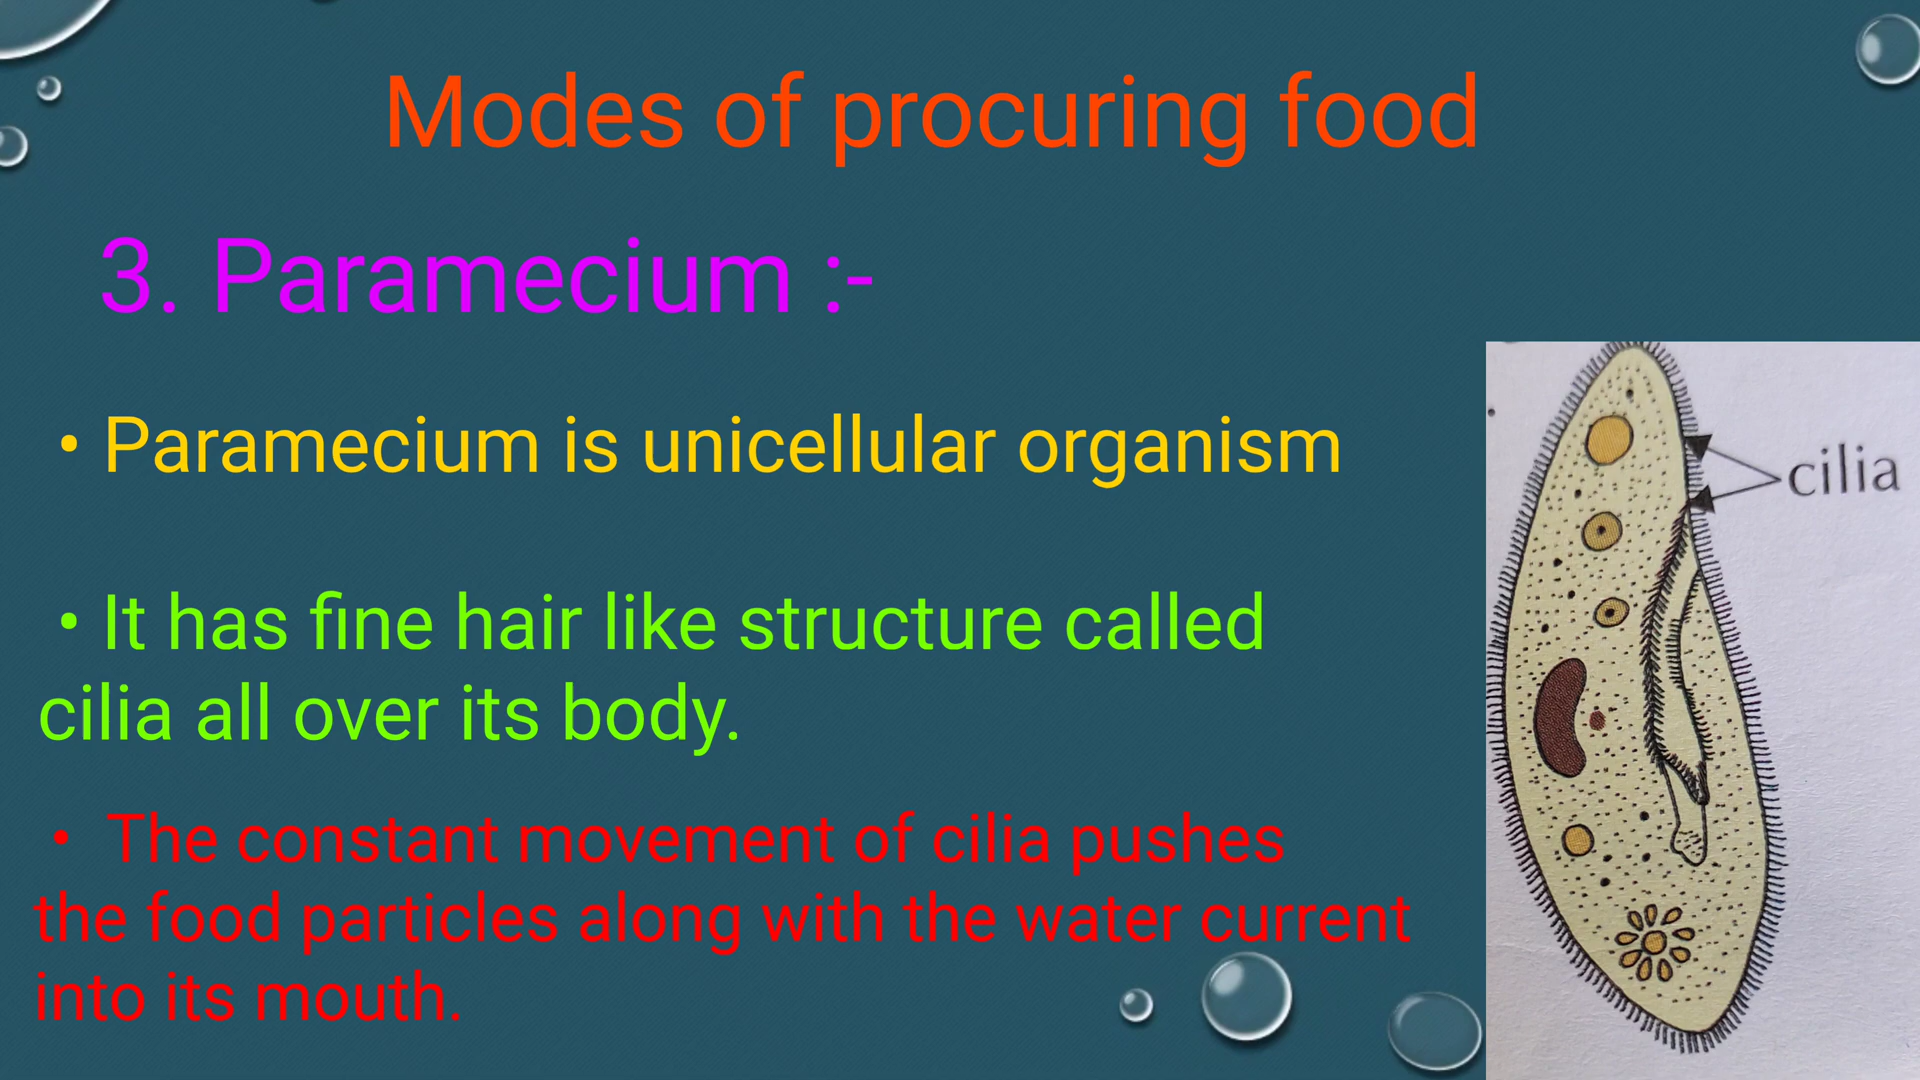 Modes of procuring food
3. Paramecium :-
• Paramecium is unicellular organism
• It has fine hair like structure called
cilia all over its body.
• The constant movement of cilia pushes
the food particles along with the water current
into its mouth.
cilia